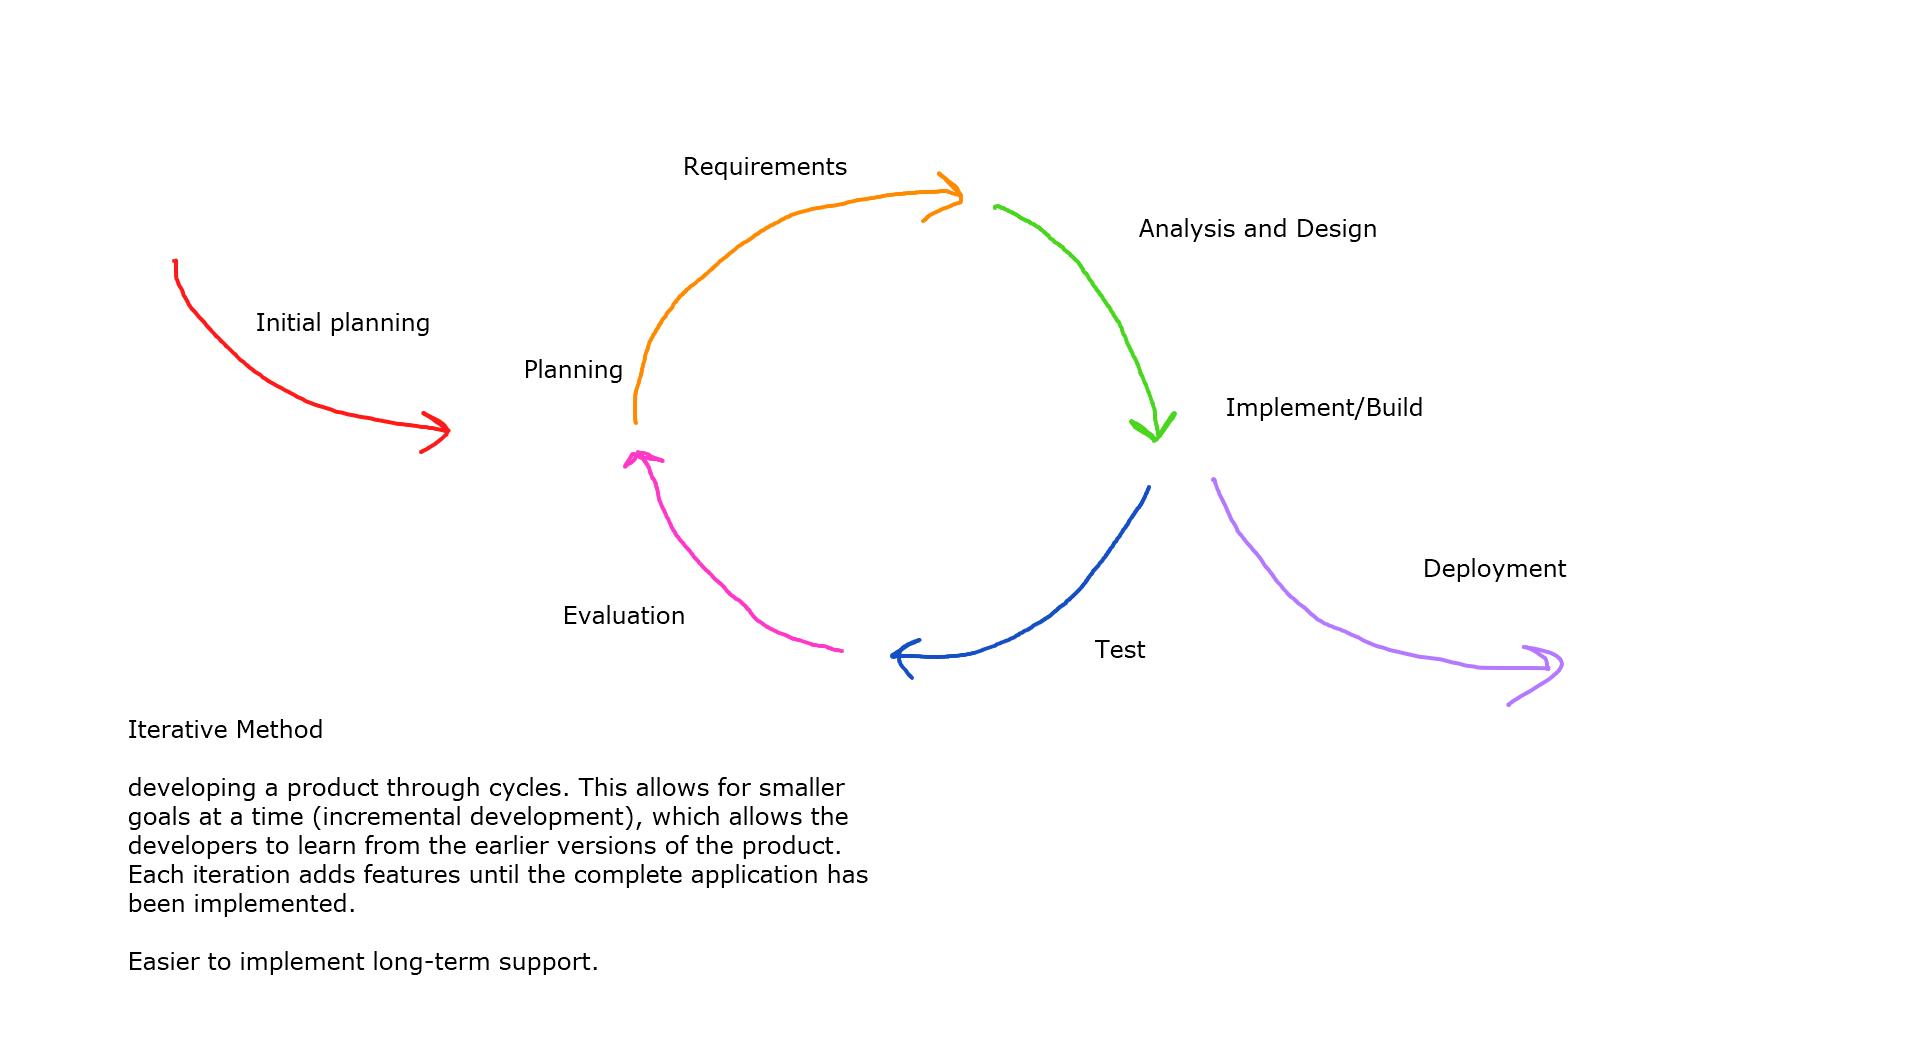 Requirements
Analysis and Design
Initial planning
Planning
Implement/Build
Deployment
Evaluation
Test
Iterative Method
developing a product through cycles. This allows for smaller
goals at a time (incremental development), which allows the
developers to learn from the earlier versions of the product.
Each iteration adds features until the complete application has
been implemented.
Easier to implement long-term support.